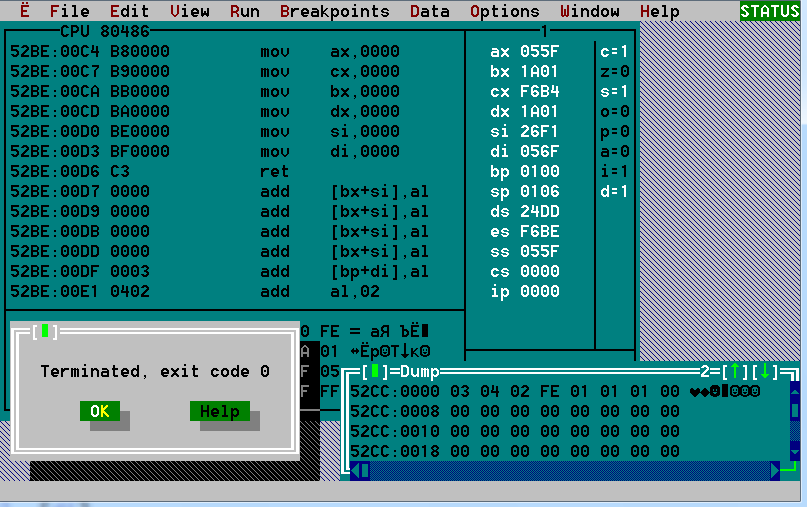 Ё File Edit View Run Breakpoints Data Options Window Help STATUS
CPU 80486 1
52BE:00C4 B80000 mov ax,0000 ax 055F c=1
52BE:00C7 B90000 mov cx,0000 bx 1A01 z=0
52BE:00CA BB0000 mov bx,0000 cx F6B4 s=1
52BE:00CD BA0000 mov dx,0000 dx 1A01 o=0
52BE:00D0 BE0000 mov si,0000 si 26F1 p=0
52BE:00D3 BF0000 mov di,0000 di 056F a=0
52BE:00D6 C3 ret bp 0100 i=1
52BE:00D7 0000 add [bx+si],al sp 0106 d=1
52BE:00D9 0000 add [bx+si],al ds 24DD
52BE:00DB 0000 add [bx+si],al es F6BE
52BE:00DD 0000 add [bx+si],al ss 055F
52BE:00DF 0003 add [bp+di],al cs 0000
52BE:00E1 0402 add al,02 ip 0000
0 FE = аЯ ЪЁ
A 01 ↔Ёр☺Т↓к☺
F 05
F FF
Terminated, exit code 0
OK Help
Dump 2 [↑][↓]
52CC:0000 03 04 02 FE 01 01 01 00 ♥♦☻■☺☺☺
52CC:0008 00 00 00 00 00 00 00 00
52CC:0010 00 00 00 00 00 00 00 00
52CC:0018 00 00 00 00 00 00 00 00